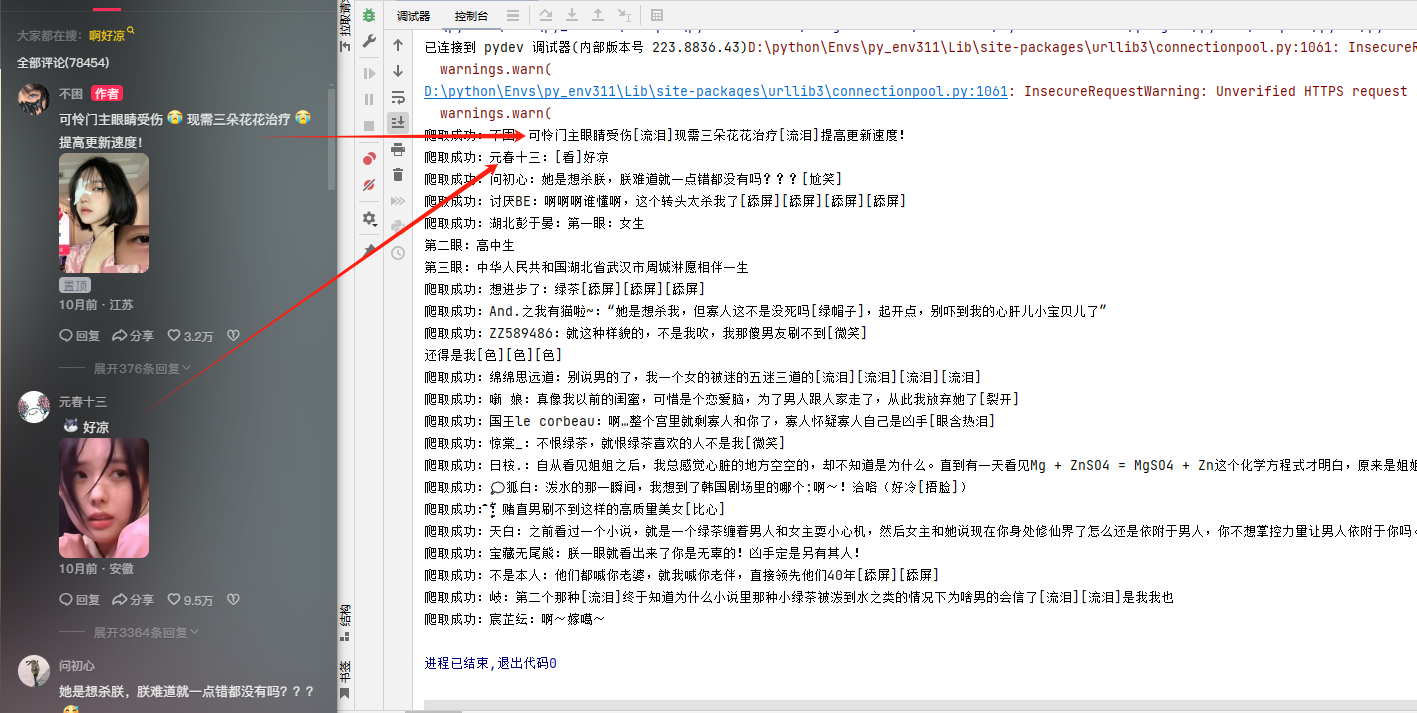 大家都在搜：啊好凉
全部评论(78454)
不困 作者
可怜门主眼睛受伤 😭 现需三朵花花治疗 😭
提高更新速度！
置顶
10月前 · 江苏
回复 分享 3.2万
展开376条回复
元春十三
好凉
10月前 · 安徽
回复 分享 9.5万
展开3364条回复
问初心
她是想杀朕，朕难道就一点错都没有吗？？？
拉取请求
结构
书签
调试器 控制台
已连接到 pydev 调试器(内部版本号 223.8836.43)D:\python\Envs\py_env311\Lib\site-packages\urllib3\connectionpool.py:1061: InsecureR
warnings.warn(
D:\python\Envs\py_env311\Lib\site-packages\urllib3\connectionpool.py:1061: InsecureRequestWarning: Unverified HTTPS request
warnings.warn(
爬取成功：不困：可怜门主眼睛受伤[流泪]现需三朵花花治疗[流泪]提高更新速度！
爬取成功：元春十三：[看]好凉
爬取成功：问初心：她是想杀朕，朕难道就一点错都没有吗？？？[尬笑]
爬取成功：讨厌BE：啊啊啊谁懂啊，这个转头太杀我了[舔屏][舔屏][舔屏][舔屏]
爬取成功：湖北彭于晏：第一眼：女生
第二眼：高中生
第三眼：中华人民共和国湖北省武汉市周城淋愿相伴一生
爬取成功：想进步了：绿茶[舔屏][舔屏][舔屏]
爬取成功：And.之我有猫啦~：“她是想杀我，但寡人这不是没死吗[绿帽子]，起开点，别吓到我的心肝儿小宝贝儿了”
爬取成功：ZZ589486：就这种样貌的，不是我吹，我那傻男友刷不到[微笑]
还得是我[色][色][色]
爬取成功：绵绵思远道：别说男的了，我一个女的被迷的五迷三道的[流泪][流泪][流泪][流泪]
爬取成功：噺 娘：真像我以前的闺蜜，可惜是个恋爱脑，为了男人跟人家走了，从此我放弃她了[裂开]
爬取成功：国王le corbeau：啊…整个宫里就剩寡人和你了，寡人怀疑寡人自己是凶手[眼含热泪]
爬取成功：惊棠_：不恨绿茶，就恨绿茶喜欢的人不是我[微笑]
爬取成功：日桉.：自从看见姐姐之后，我总感觉心脏的地方空空的，却不知道是为什么。直到有一天看见Mg + ZnSO4 = MgSO4 + Zn这个化学方程式才明白，原来是姐姐
爬取成功：💭狐白：泼水的那一瞬间，我想到了韩国剧场里的哪个:啊～！洽咯（好冷[捂脸]）
爬取成功：赌直男刷不到这样的高质量美女[比心]
爬取成功：天白：之前看过一个小说，就是一个绿茶缠着男人和女主耍小心机，然后女主和她说现在你身处修仙界了怎么还是依附于男人，你不想掌控力量让男人依附于你吗。
爬取成功：宝藏无尾熊：朕一眼就看出来了你是无辜的！凶手定是另有其人！
爬取成功：不是本人：他们都喊你老婆，就我喊你老伴，直接领先他们40年[舔屏][舔屏]
爬取成功：岐：第二个那种[流泪]终于知道为什么小说里那种小绿茶被泼到水之类的情况下为啥男的会信了[流泪][流泪]是我我也
爬取成功：宸芷纭：啊～嫁噶～
进程已结束,退出代码0